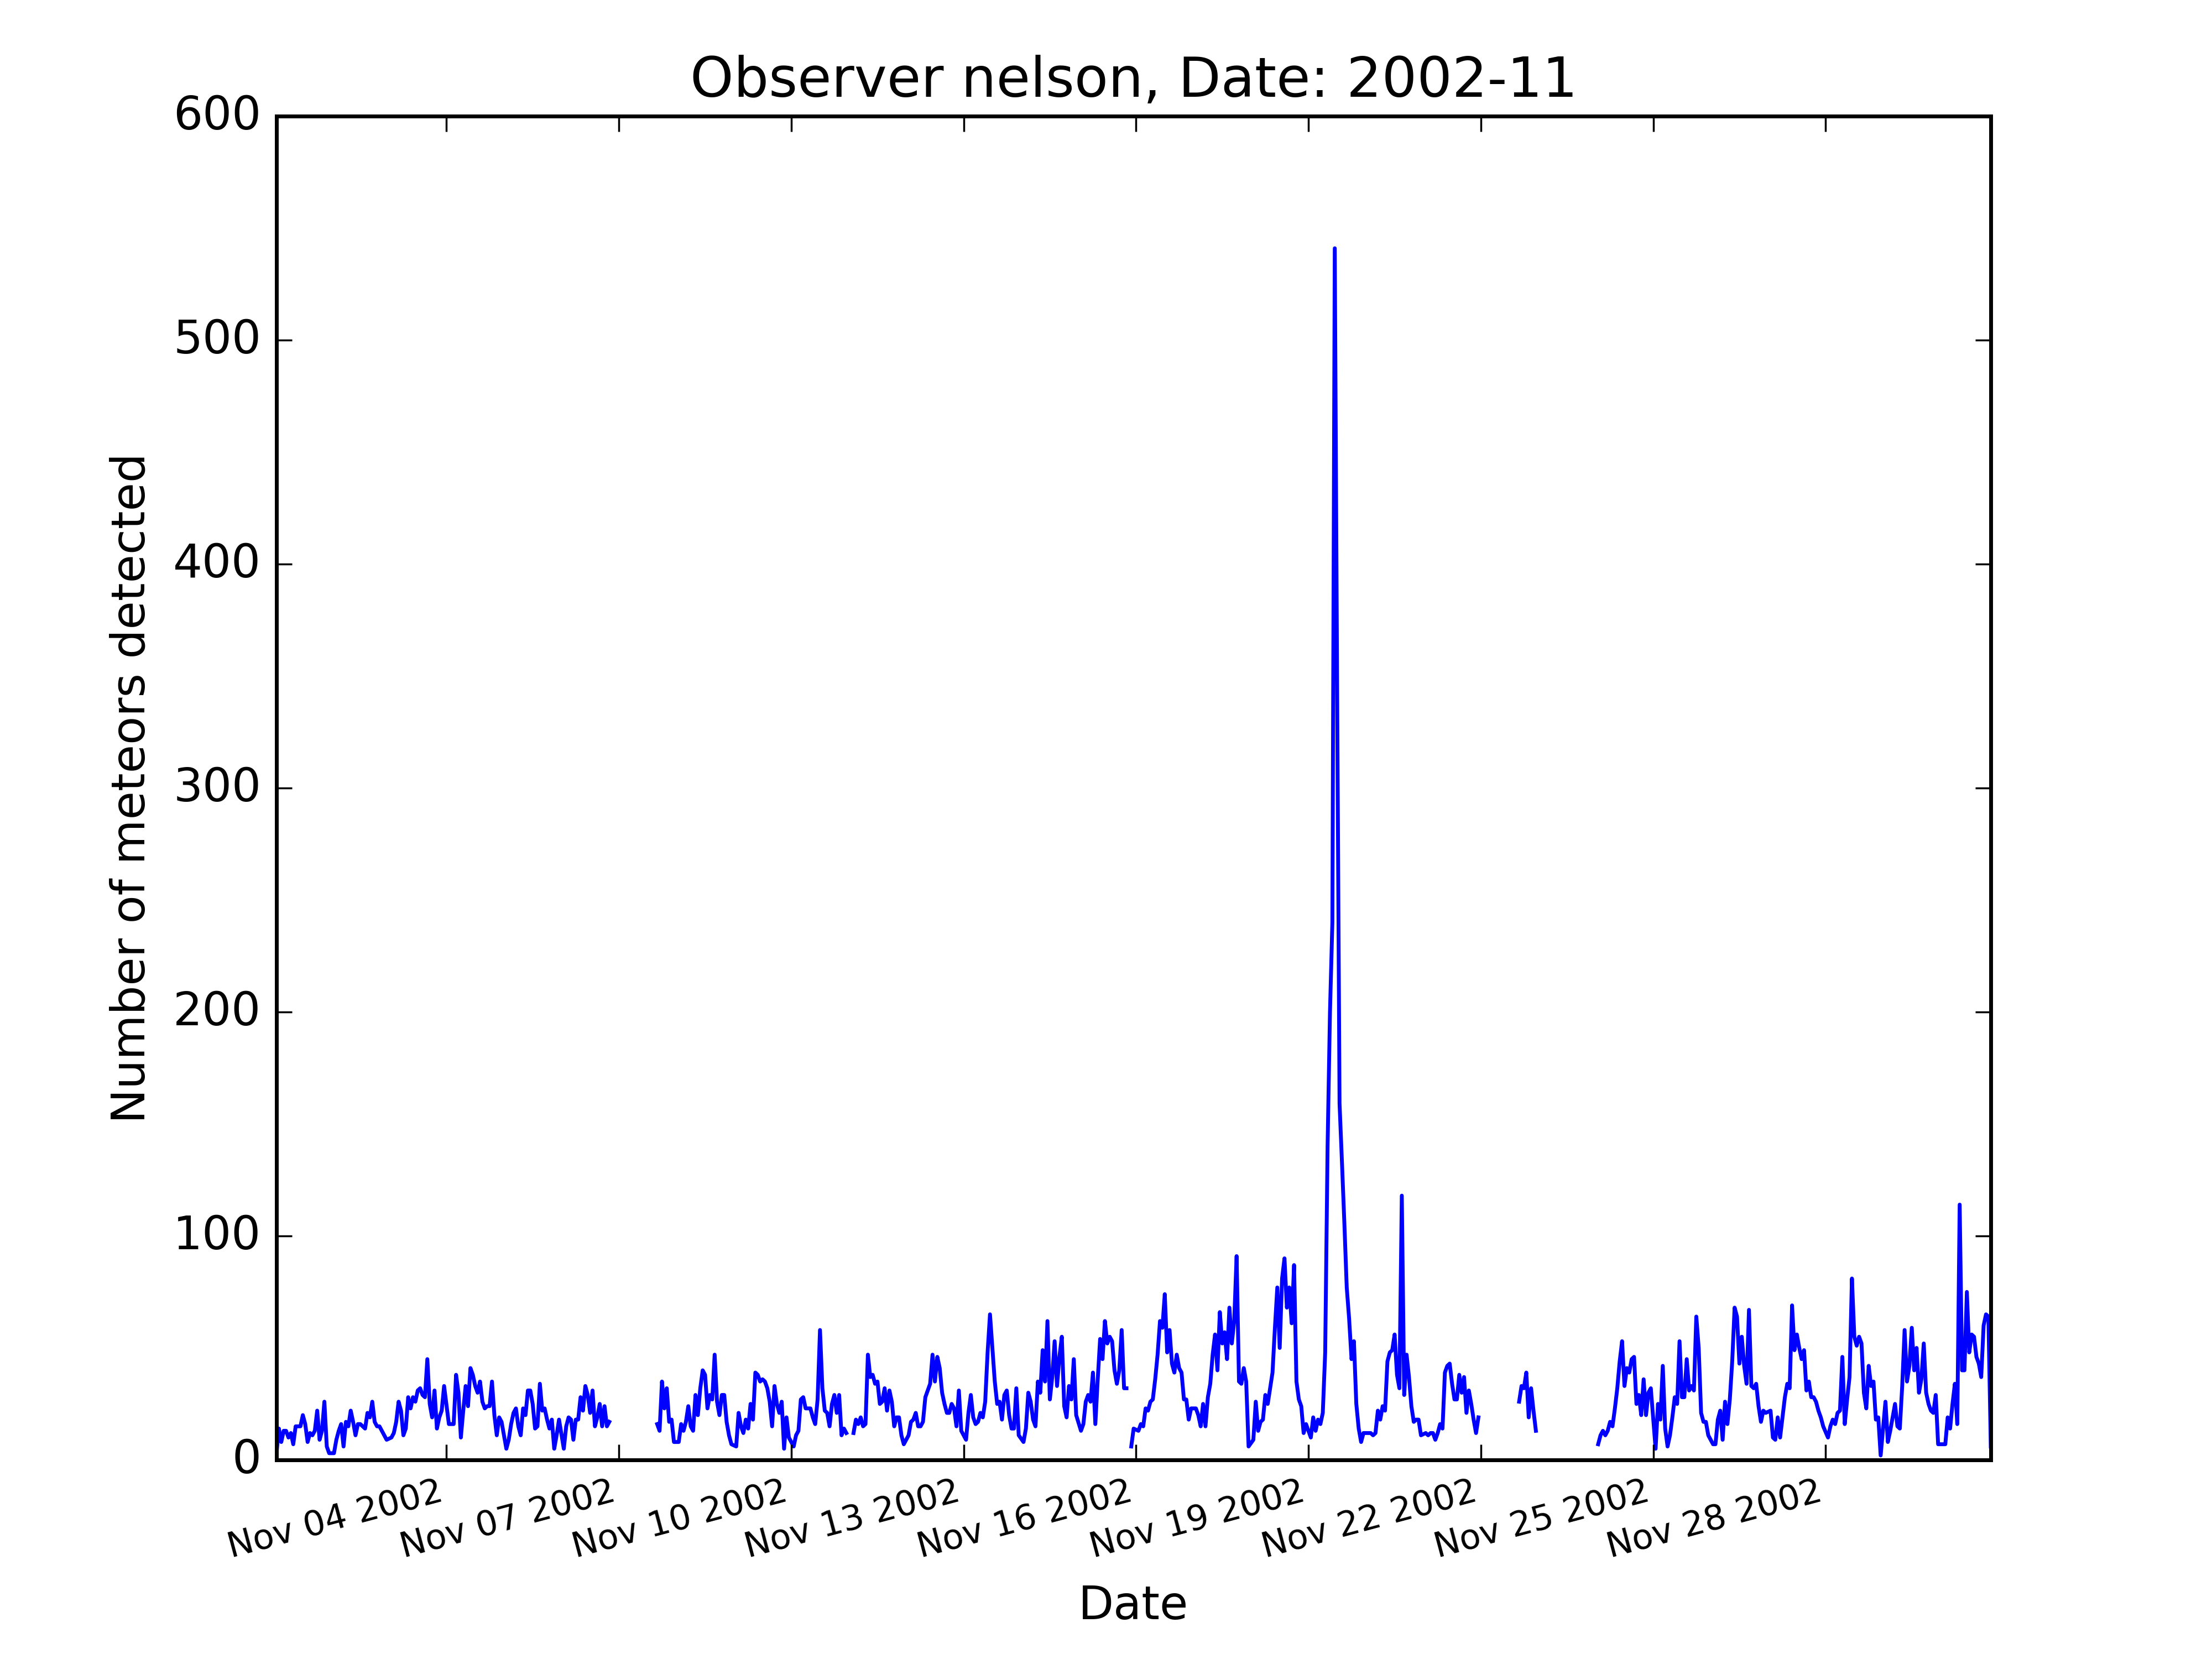 Observer nelson, Date: 2002-11
600
500
400
300
200
100
0
Number of meteors detected
Nov 04 2002
Nov 07 2002
Nov 10 2002
Nov 13 2002
Nov 16 2002
Nov 19 2002
Nov 22 2002
Nov 25 2002
Nov 28 2002
Date